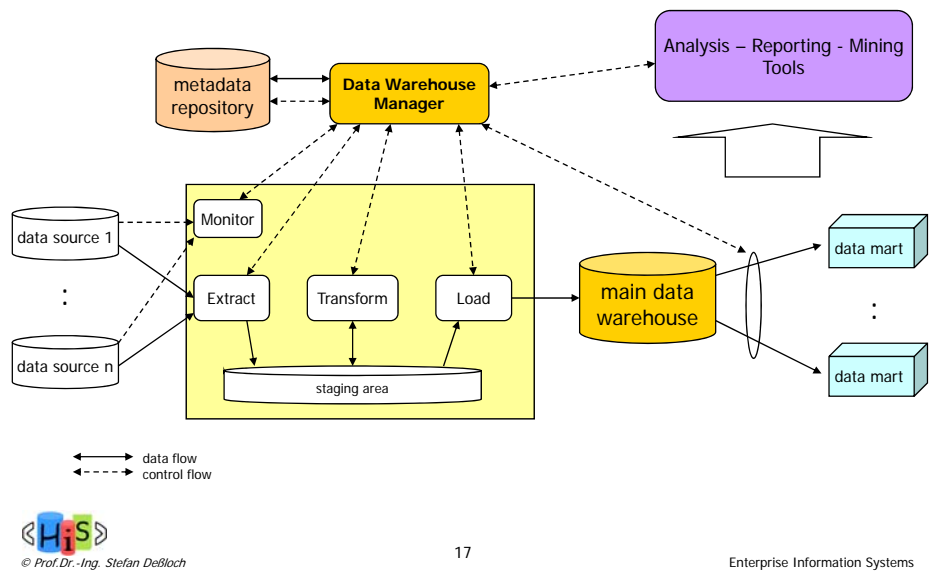 Analysis – Reporting - Mining
Tools
metadata
repository
Data Warehouse
Manager
Monitor
data source 1
:
data source n
Extract
Transform
Load
staging area
main data
warehouse
data mart
:
data mart
data flow
control flow
<HiS>
© Prof.Dr.-Ing. Stefan Deßloch
17
Enterprise Information Systems